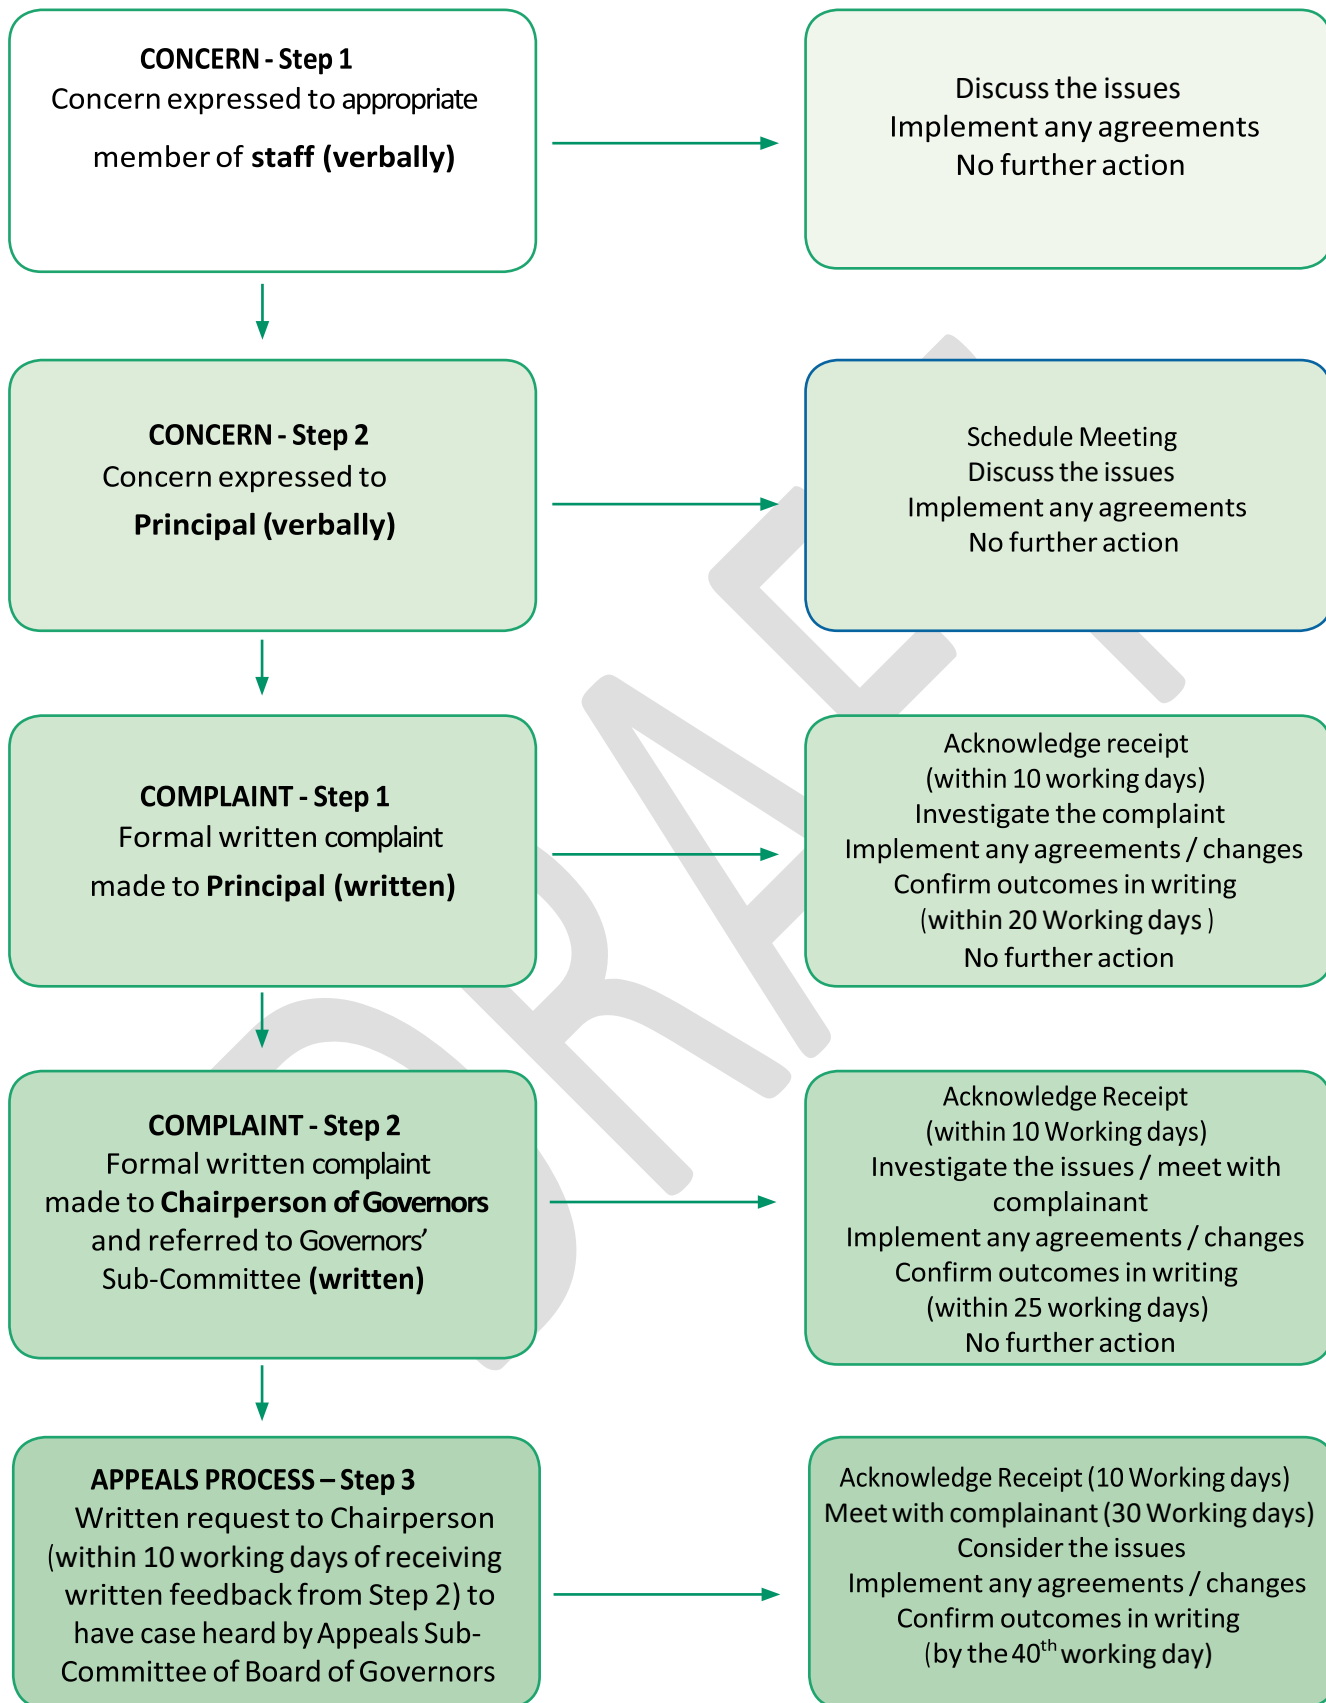 CONCERN - Step 1
Concern expressed to appropriate
member of staff (verbally)
Discuss the issues
Implement any agreements
No further action
CONCERN - Step 2
Concern expressed to
Principal (verbally)
Schedule Meeting
Discuss the issues
Implement any agreements
No further action
COMPLAINT - Step 1
Formal written complaint
made to Principal (written)
Acknowledge receipt
(within 10 working days)
Investigate the complaint
Implement any agreements / changes
Confirm outcomes in writing
(within 20 Working days )
No further action
COMPLAINT - Step 2
Formal written complaint
made to Chairperson of Governors
and referred to Governors’
Sub-Committee (written)
Acknowledge Receipt
(within 10 Working days)
Investigate the issues / meet with
complainant
Implement any agreements / changes
Confirm outcomes in writing
(within 25 working days)
No further action
APPEALS PROCESS – Step 3
Written request to Chairperson
(within 10 working days of receiving
written feedback from Step 2) to
have case heard by Appeals Sub-
Committee of Board of Governors
Acknowledge Receipt (10 Working days)
Meet with complainant (30 Working days)
Consider the issues
Implement any agreements / changes
Confirm outcomes in writing
(by the 40th working day)
DRAFT